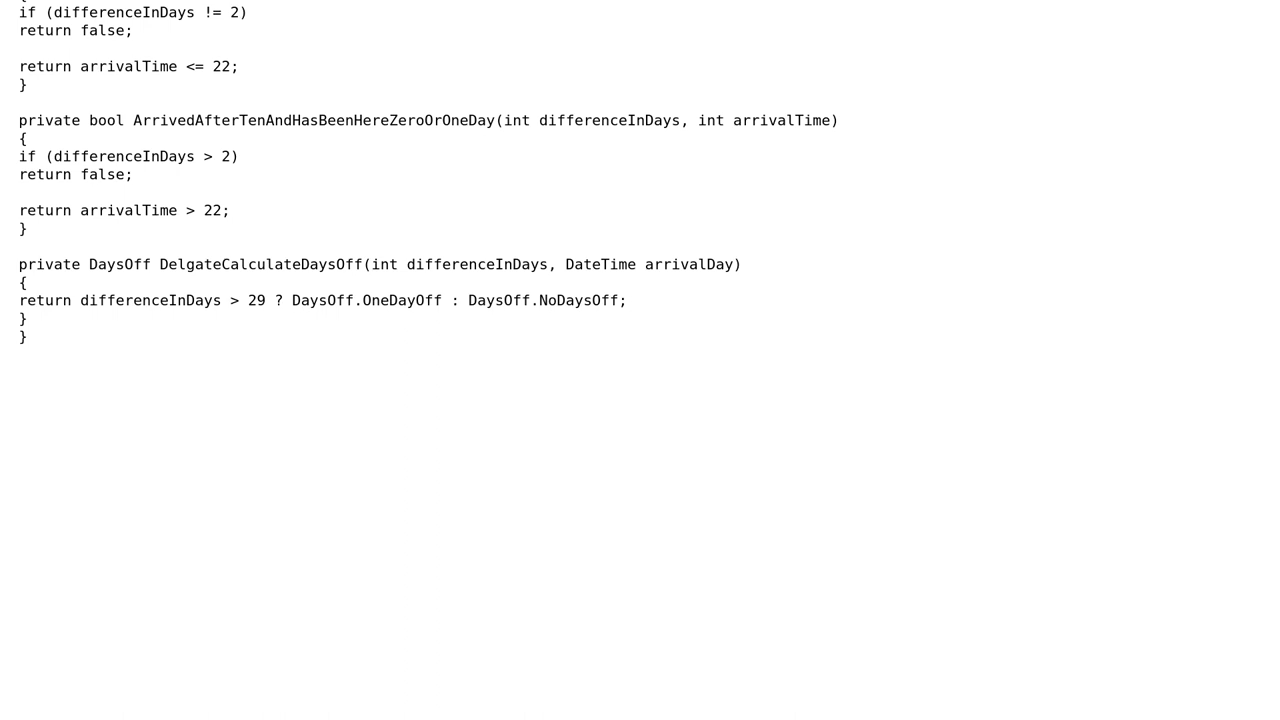 {
if (differenceInDays != 2)
return false;

return arrivalTime <= 22;
}

private bool ArrivedAfterTenAndHasBeenHereZeroOrOneDay(int differenceInDays, int arrivalTime)
{
if (differenceInDays > 2)
return false;

return arrivalTime > 22;
}

private DaysOff DelgateCalculateDaysOff(int differenceInDays, DateTime arrivalDay)
{
return differenceInDays > 29 ? DaysOff.OneDayOff : DaysOff.NoDaysOff;
}
}